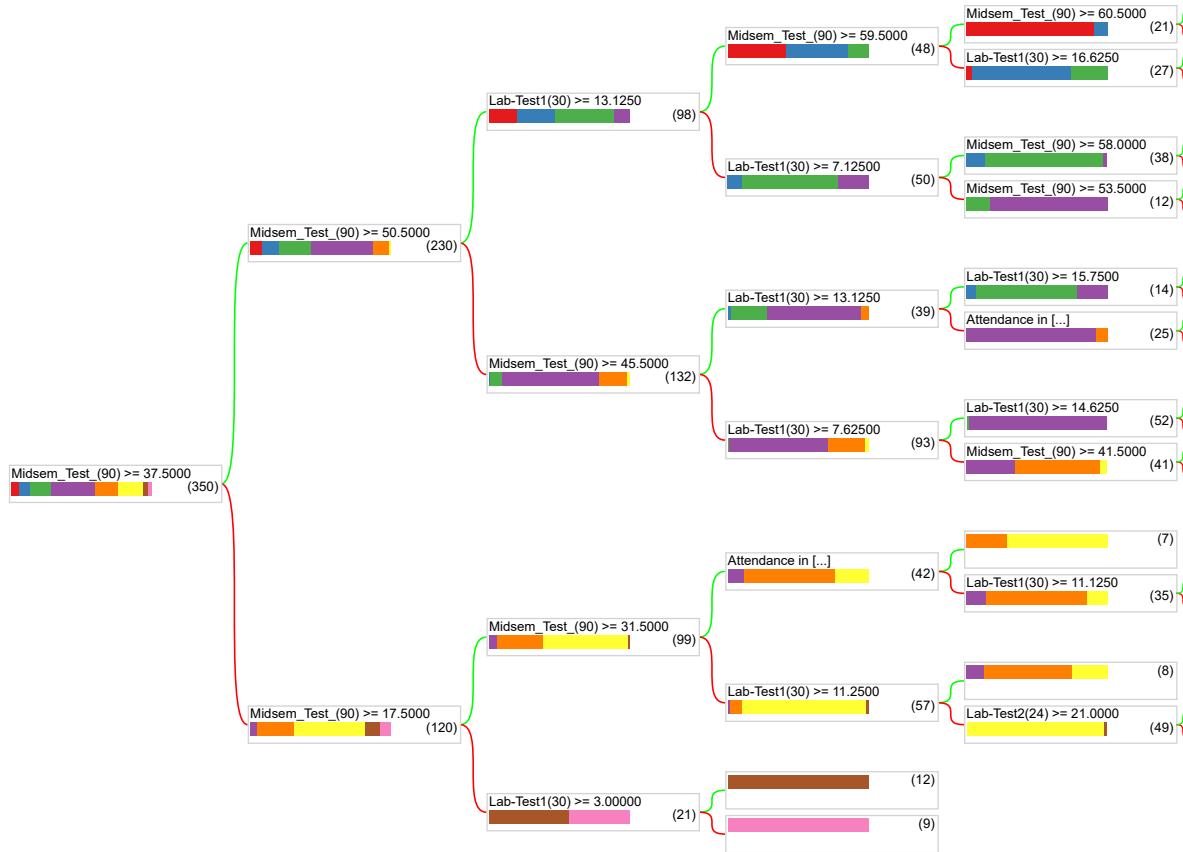 Midsem_Test_(90) >= 60.5000
(21)
Midsem_Test_(90) >= 59.5000
(48)
Lab-Test1(30) >= 16.6250
(27)
Lab-Test1(30) >= 13.1250
(98)
Midsem_Test_(90) >= 58.0000
(38)
Lab-Test1(30) >= 7.12500
(50)
Midsem_Test_(90) >= 53.5000
(12)
Midsem_Test_(90) >= 50.5000
(230)
Lab-Test1(30) >= 15.7500
(14)
Lab-Test1(30) >= 13.1250
(39)
Attendance in [...]
(25)
Midsem_Test_(90) >= 45.5000
(132)
Lab-Test1(30) >= 14.6250
(52)
Lab-Test1(30) >= 7.62500
(93)
Midsem_Test_(90) >= 41.5000
(41)
Midsem_Test_(90) >= 37.5000
(350)
(7)
Attendance in [...]
(42)
Lab-Test1(30) >= 11.1250
(35)
Midsem_Test_(90) >= 31.5000
(99)
(8)
Lab-Test1(30) >= 11.2500
(57)
Lab-Test2(24) >= 21.0000
(49)
Midsem_Test_(90) >= 17.5000
(120)
(12)
Lab-Test1(30) >= 3.00000
(21)
(9)